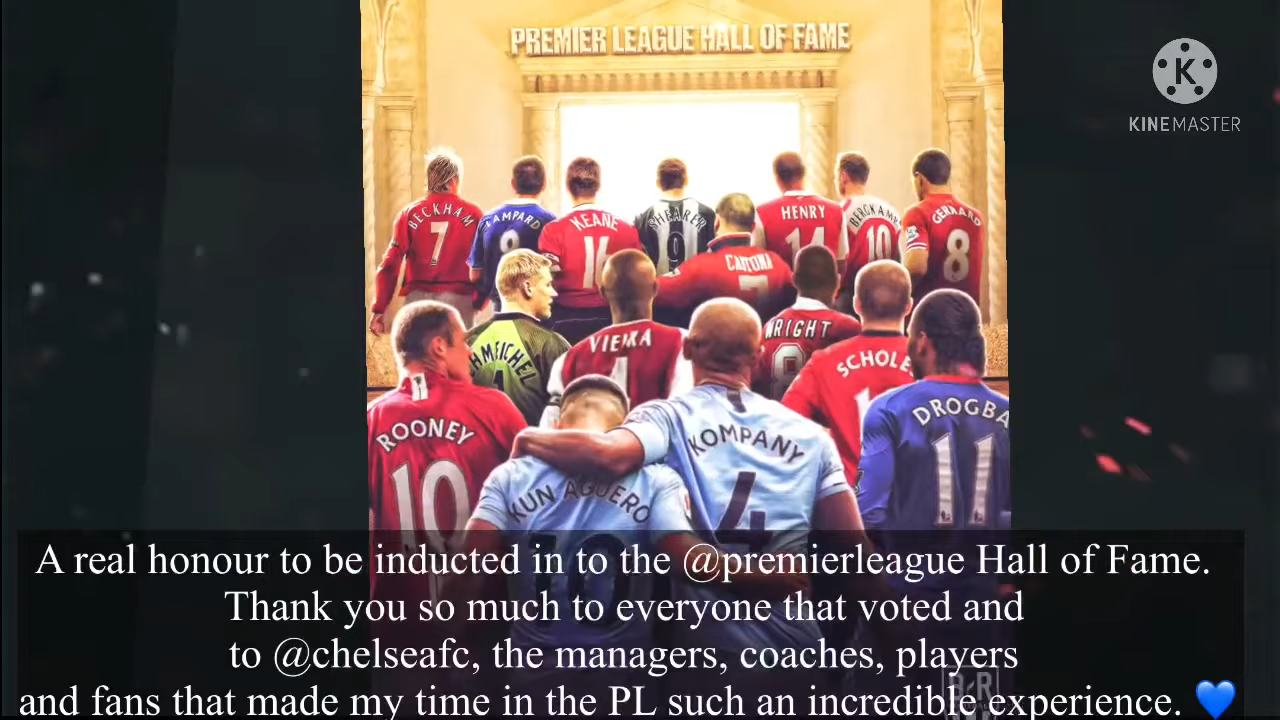 PREMIER LEAGUE HALL OF FAME
K
KINEMASTER
BECKHAM
7
LAMPARD
8
KEANE
16
SHEARER
9
HENRY
14
BERGKAMP
10
GERRARD
8
CANTONA
7
SCHMEICHEL
1
VIEIRA
4
WRIGHT
8
SCHOLES
ROONEY
10
KUN AGÜERO
10
KOMPANY
4
DROGBA
11
A real honour to be inducted in to the @premierleague Hall of Fame.
Thank you so much to everyone that voted and
to @chelseafc, the managers, coaches, players
and fans that made my time in the PL such an incredible experience. 💙
B/R